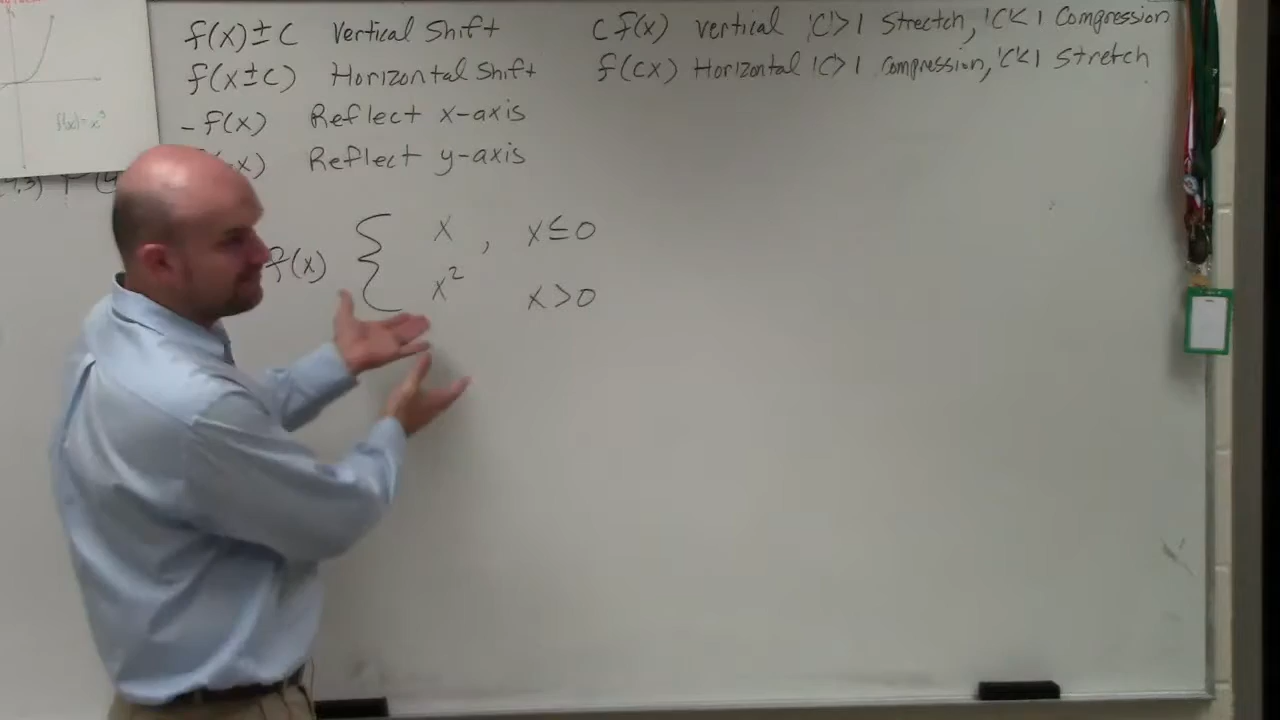 f(x) ± C Vertical Shift
f(x±c) Horizontal Shift
-f(x) Reflect x-axis
x) Reflect y-axis
C f(x) vertical |C|>1 Stretch, |C|<1 Compression
f(cx) Horizontal |C|>1 Compression, |C|<1 Stretch
f(x)=x³
f(x) { x , x≤0
x² x>0